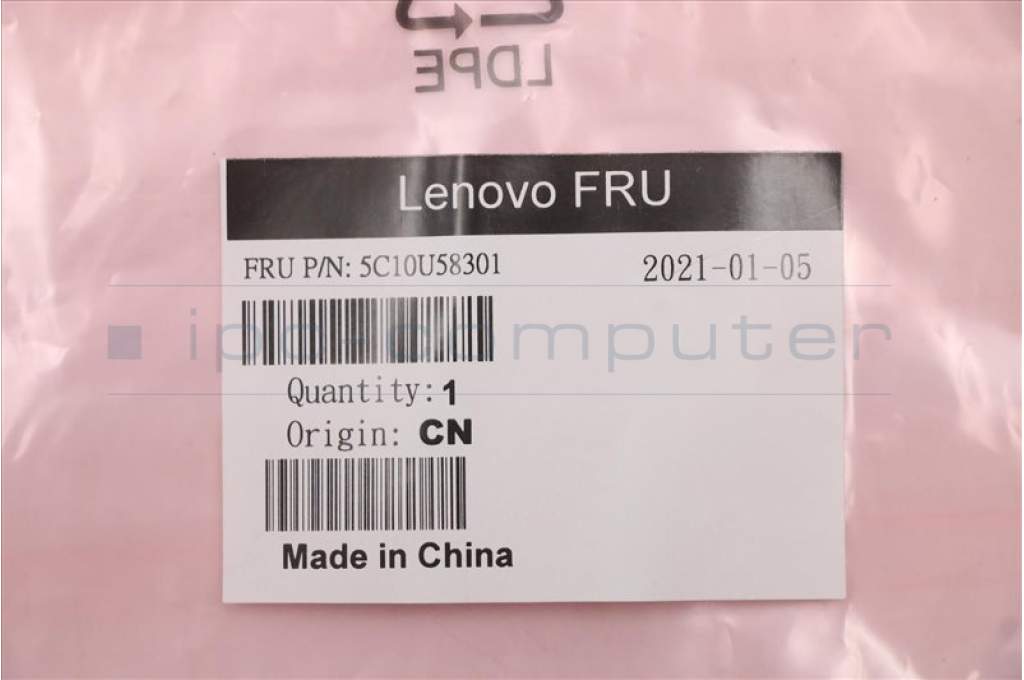 LDPE
Lenovo FRU
FRU P/N: 5C10U58301 2021-01-05
ipc-computer
Quantity: 1
Origin: CN
Made in China